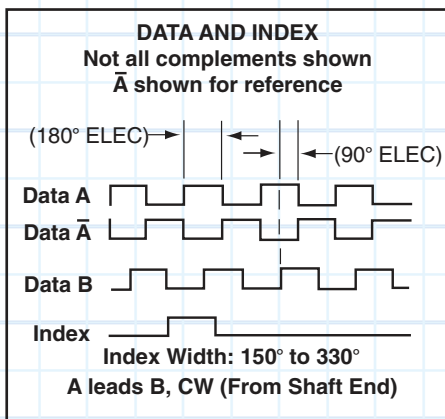 DATA AND INDEX
Not all complements shown
A̅ shown for reference
(180° ELEC)
(90° ELEC)
Data A
Data A̅
Data B
Index
Index Width: 150° to 330°
A leads B, CW (From Shaft End)